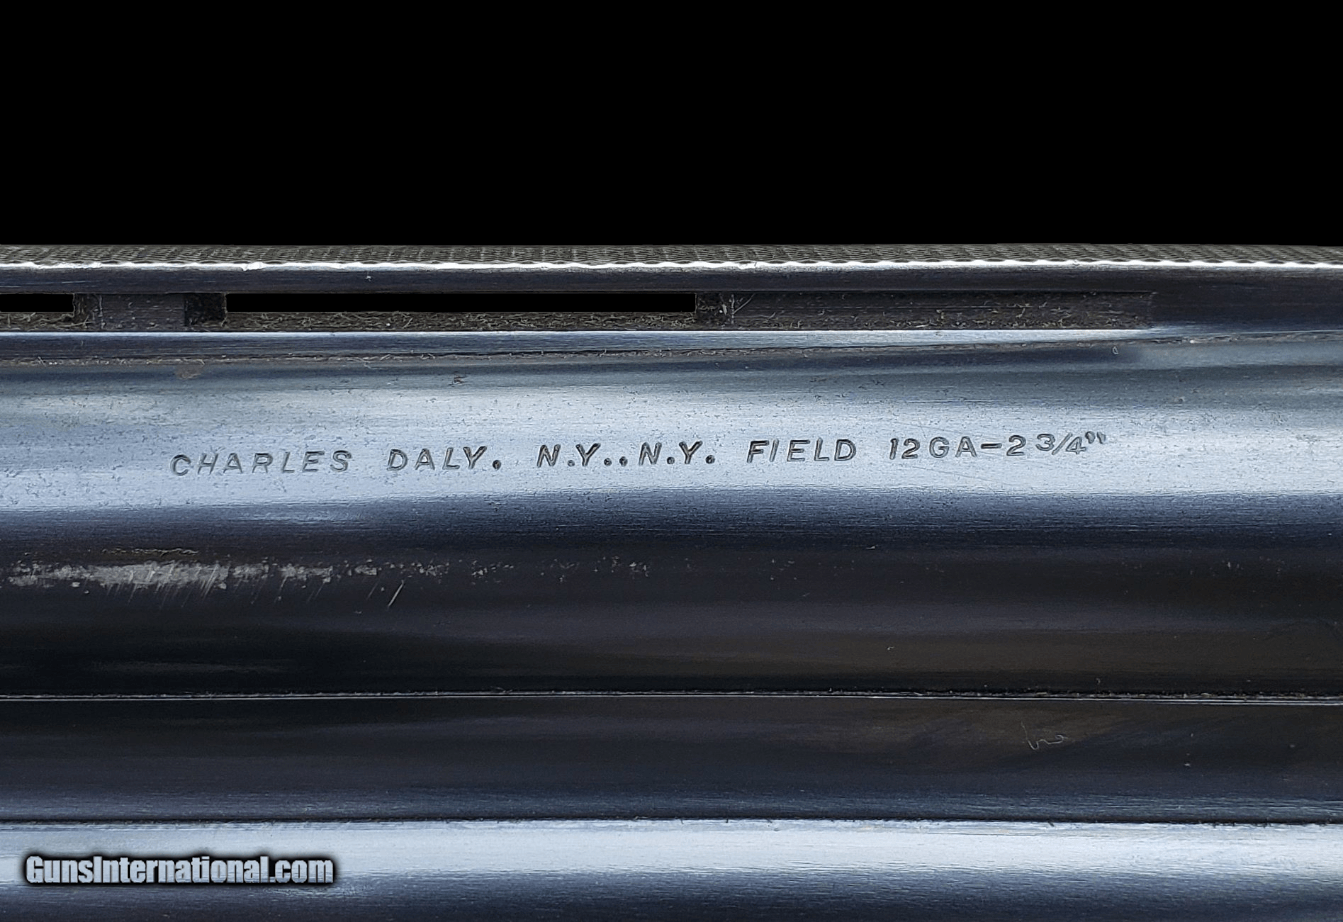 CHARLES DALY. N.Y..N.Y. FIELD 12GA-2 3/4"
GunsInternational.com